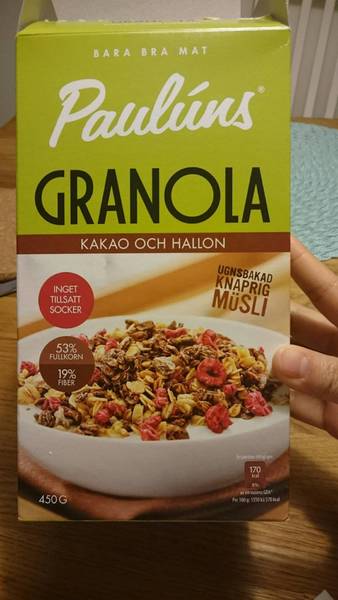 BARA BRA MAT
Paulúns®
GRANOLA
KAKAO OCH HALLON
UGNSBAKAD
KNAPRIG
MÜSLI
INGET
TILLSATT
SOCKER
53%
FULLKORN
19%
FIBER
170
kcal
450 G